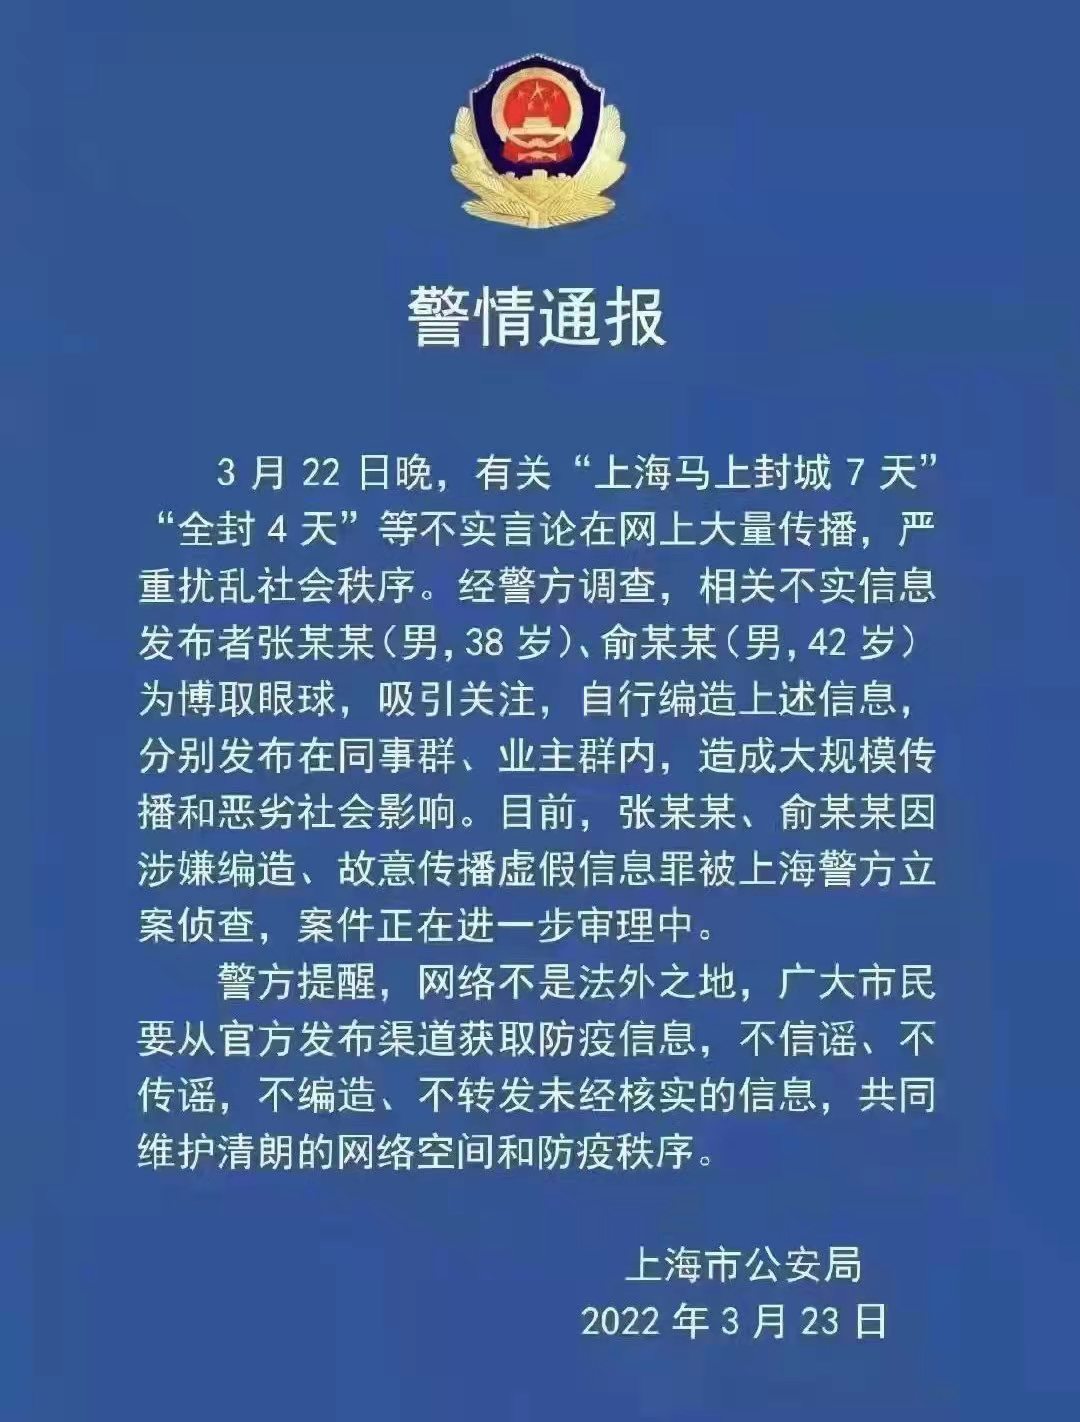 警情通报
3 月 22 日晚，有关“上海马上封城 7 天”
“全封 4 天”等不实言论在网上大量传播，严
重扰乱社会秩序。经警方调查，相关不实信息
发布者张某某（男，38 岁）、俞某某（男，42 岁）
为博取眼球，吸引关注，自行编造上述信息，
分别发布在同事群、业主群内，造成大规模传
播和恶劣社会影响。目前，张某某、俞某某因
涉嫌编造、故意传播虚假信息罪被上海警方立
案侦查，案件正在进一步审理中。
警方提醒，网络不是法外之地，广大市民
要从官方发布渠道获取防疫信息，不信谣、不
传谣，不编造、不转发未经核实的信息，共同
维护清朗的网络空间和防疫秩序。
上海市公安局
2022 年 3 月 23 日